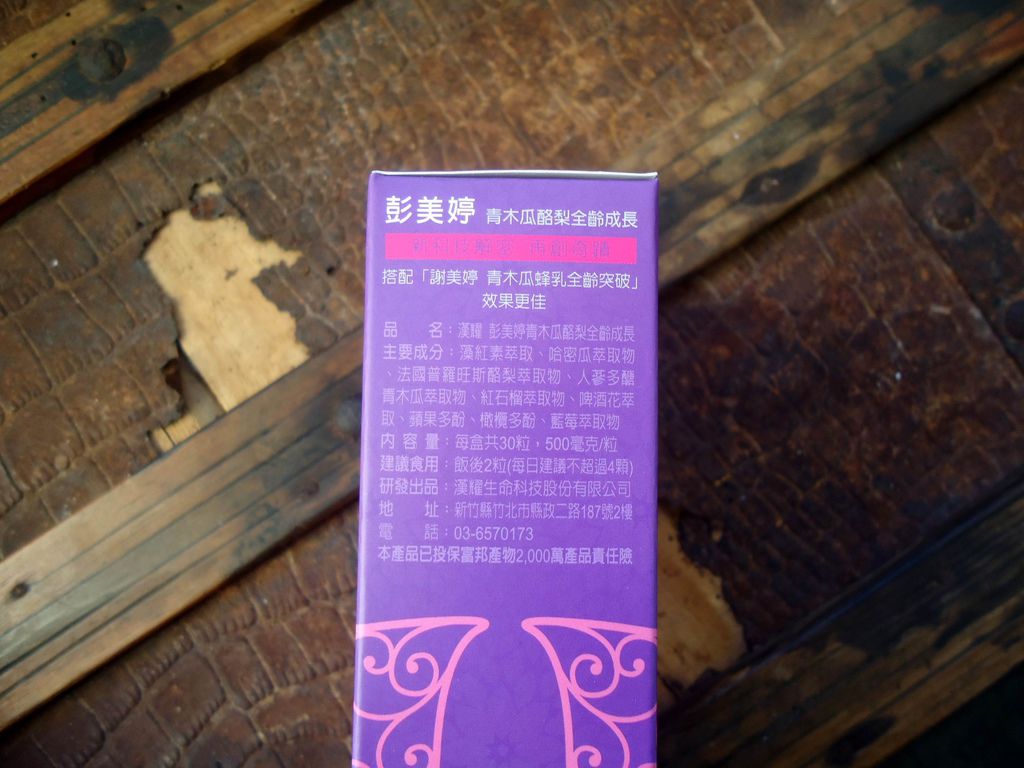 彭美婷 青木瓜酪梨全齡成長
新科技解密 再創奇蹟
搭配「謝美婷 青木瓜蜂乳全齡突破」
效果更佳
品 名：漢耀 彭美婷青木瓜酪梨全齡成長
主要成分：藻紅素萃取、哈密瓜萃取物
、法國普羅旺斯酪梨萃取物、人蔘多醣
青木瓜萃取物、紅石榴萃取物、啤酒花萃
取、蘋果多酚、橄欖多酚、藍莓萃取物
內 容 量：每盒共30粒，500毫克/粒
建議食用：飯後2粒(每日建議不超過4顆)
研發出品：漢耀生命科技股份有限公司
地 址：新竹縣竹北市縣政二路187號2樓
電 話：03-6570173
本產品已投保富邦產物2,000萬產品責任險